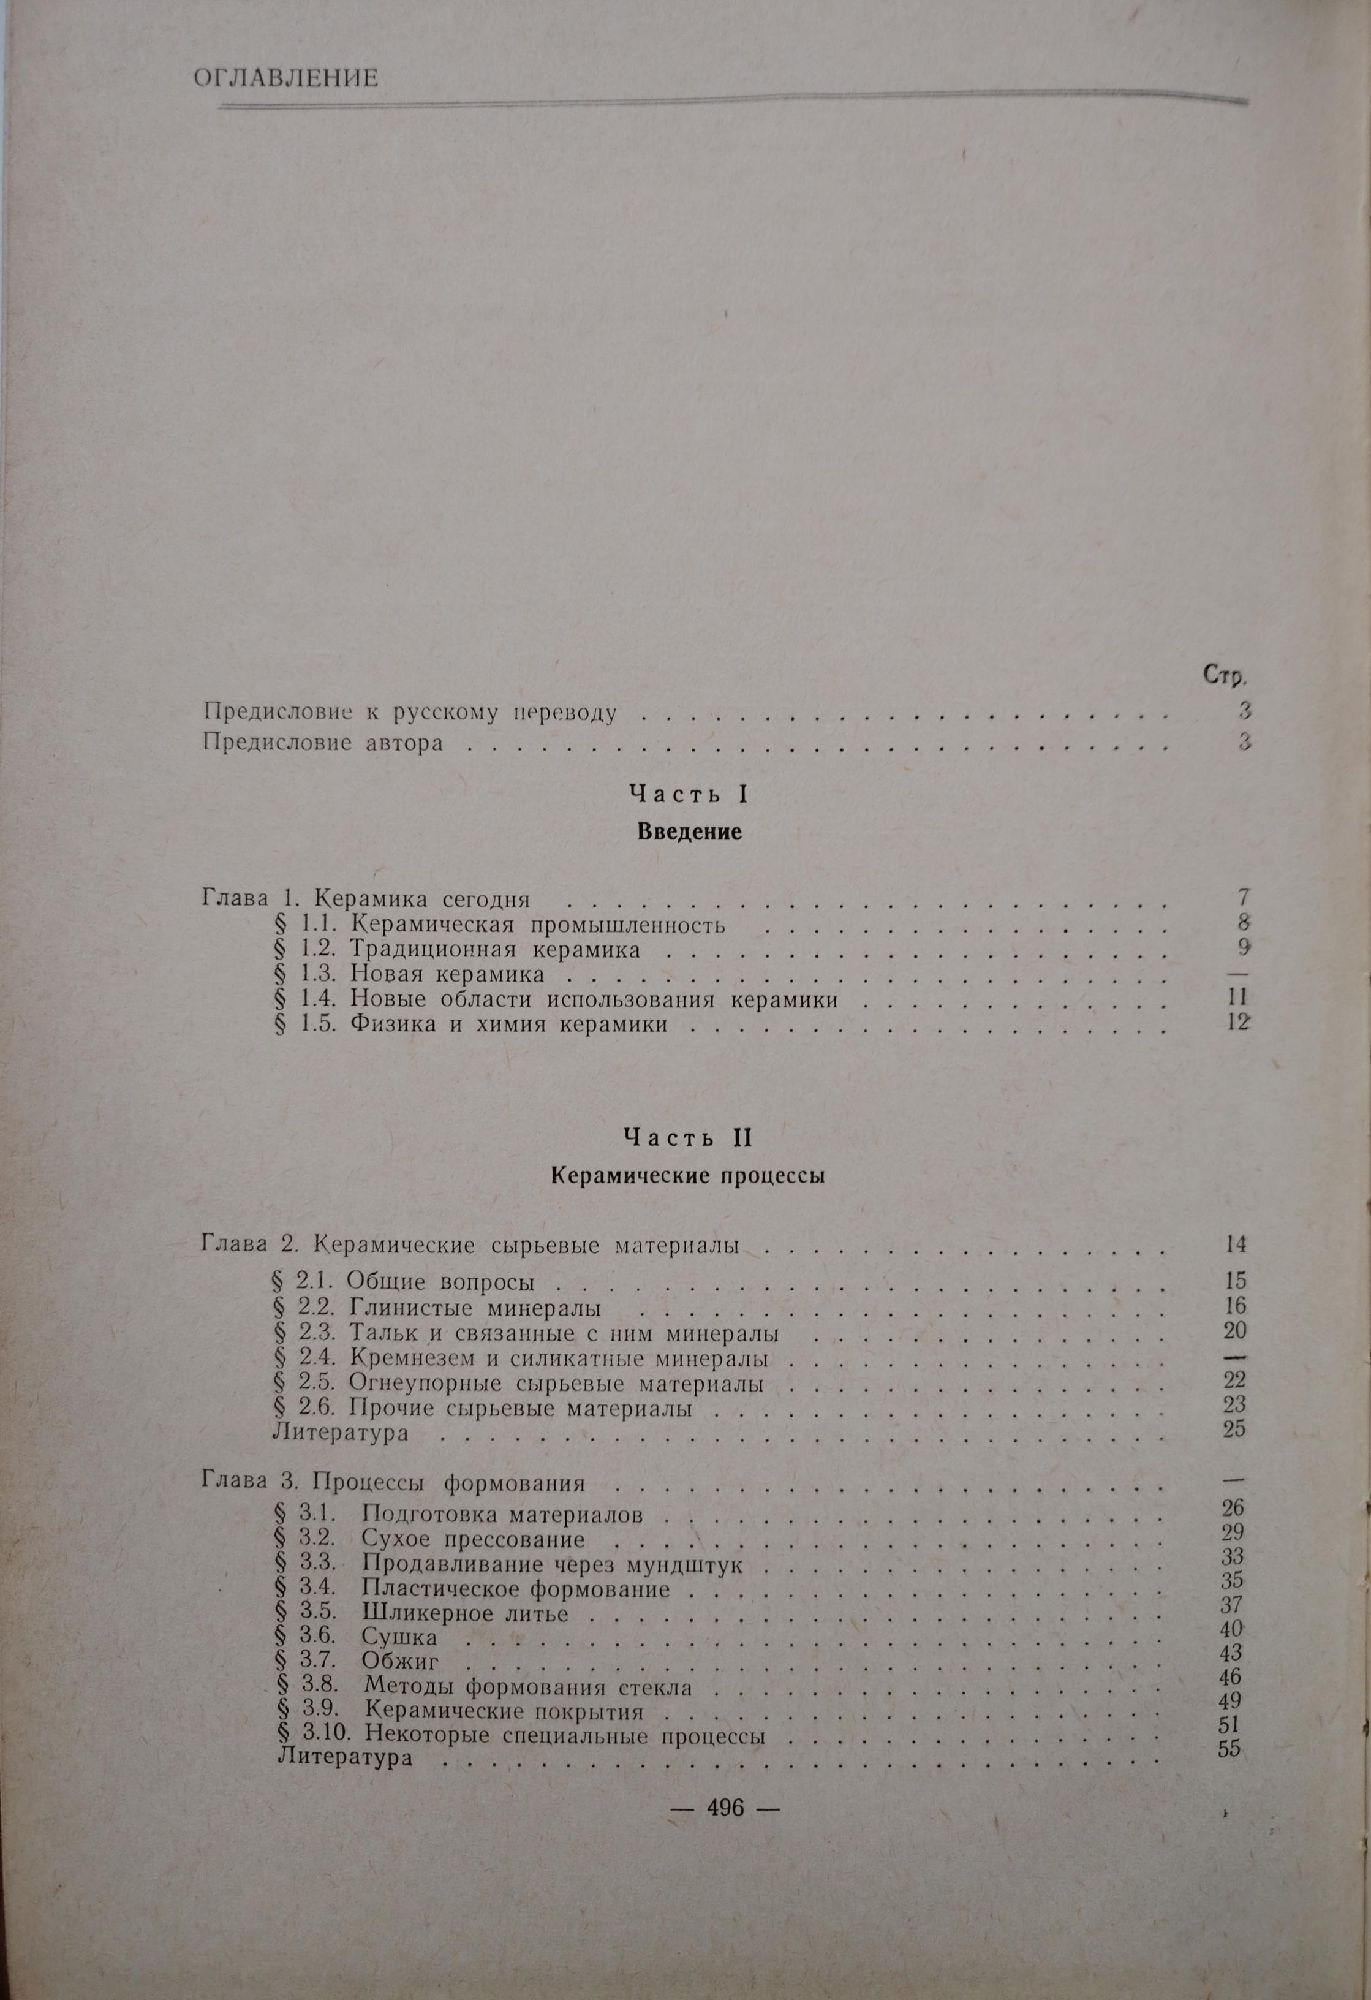 ОГЛАВЛЕНИЕ
Стр.
Предисловие к русскому переводу . . . . . . . . . . . . . . . . . . . . . . 3
Предисловие автора . . . . . . . . . . . . . . . . . . . . . . . . . . . . . 3
Часть I
Введение
Глава 1. Керамика сегодня . . . . . . . . . . . . . . . . . . . . . . . . . 7
§ 1.1. Керамическая промышленность . . . . . . . . . . . . . . . . . 8
§ 1.2. Традиционная керамика . . . . . . . . . . . . . . . . . . . . . 9
§ 1.3. Новая керамика . . . . . . . . . . . . . . . . . . . . . . . . . —
§ 1.4. Новые области использования керамики . . . . . . . . . . . . . 11
§ 1.5. Физика и химия керамики . . . . . . . . . . . . . . . . . . . . 12
Часть II
Керамические процессы
Глава 2. Керамические сырьевые материалы . . . . . . . . . . . . . . . . . 14
§ 2.1. Общие вопросы . . . . . . . . . . . . . . . . . . . . . . . . . 15
§ 2.2. Глинистые минералы . . . . . . . . . . . . . . . . . . . . . . 16
§ 2.3. Тальк и связанные с ним минералы . . . . . . . . . . . . . . . 20
§ 2.4. Кремнезем и силикатные минералы . . . . . . . . . . . . . . . . —
§ 2.5. Огнеупорные сырьевые материалы . . . . . . . . . . . . . . . . 22
§ 2.6. Прочие сырьевые материалы . . . . . . . . . . . . . . . . . . . 23
Литература . . . . . . . . . . . . . . . . . . . . . . . . . . . . . . 25
Глава 3. Процессы формования . . . . . . . . . . . . . . . . . . . . . . . —
§ 3.1. Подготовка материалов . . . . . . . . . . . . . . . . . . . . . 26
§ 3.2. Сухое прессование . . . . . . . . . . . . . . . . . . . . . . . 29
§ 3.3. Продавливание через мундштук . . . . . . . . . . . . . . . . . 33
§ 3.4. Пластическое формование . . . . . . . . . . . . . . . . . . . . 35
§ 3.5. Шликерное литье . . . . . . . . . . . . . . . . . . . . . . . . 37
§ 3.6. Сушка . . . . . . . . . . . . . . . . . . . . . . . . . . . . . 40
§ 3.7. Обжиг . . . . . . . . . . . . . . . . . . . . . . . . . . . . . 43
§ 3.8. Методы формования стекла . . . . . . . . . . . . . . . . . . . 46
§ 3.9. Керамические покрытия . . . . . . . . . . . . . . . . . . . . . 49
§ 3.10. Некоторые специальные процессы . . . . . . . . . . . . . . . . 51
Литература . . . . . . . . . . . . . . . . . . . . . . . . . . . . . . 55
— 496 —